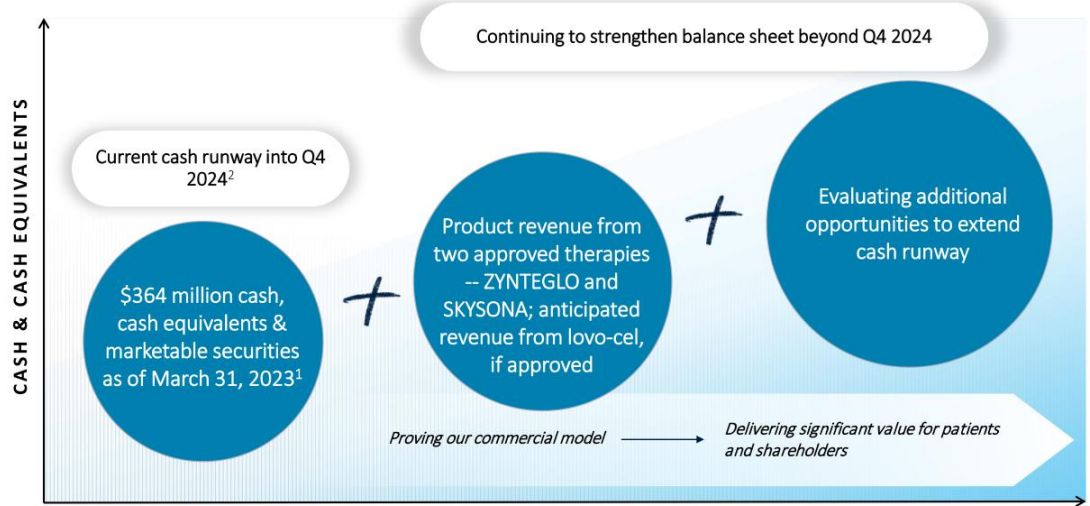 CASH & CASH EQUIVALENTS
Continuing to strengthen balance sheet beyond Q4 2024
Current cash runway into Q4
2024²
$364 million cash,
cash equivalents &
marketable securities
as of March 31, 2023¹
Product revenue from
two approved therapies
-- ZYNTEGLO and
SKYSONA; anticipated
revenue from lovo-cel,
if approved
Evaluating additional
opportunities to extend
cash runway
Proving our commercial model
Delivering significant value for patients
and shareholders